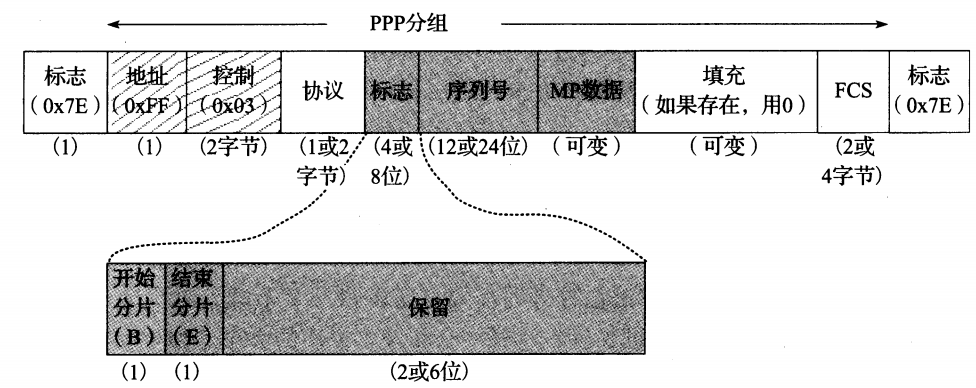 PPP分组
标志
(0x7E)
地址
(0xFF)
控制
(0x03)
协议
标志
序列号
MP数据
填充
(如果存在，用0)
FCS
标志
(0x7E)
(1)
(1)
(2字节)
(1或2
字节)
(4或
8位)
(12或24位)
(可变)
(可变)
(2或
4字节)
(1)
开始
分片
(B)
结束
分片
(E)
保留
(1)
(1)
(2或6位)